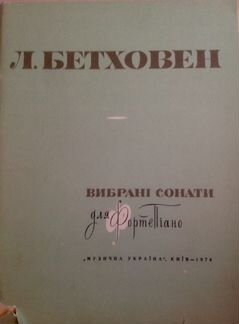 Л. БЕТХОВЕН
ВИБРАНІ СОНАТИ
для фортепіано
„МУЗИЧНА УКРАЇНА", КИЇВ—1974